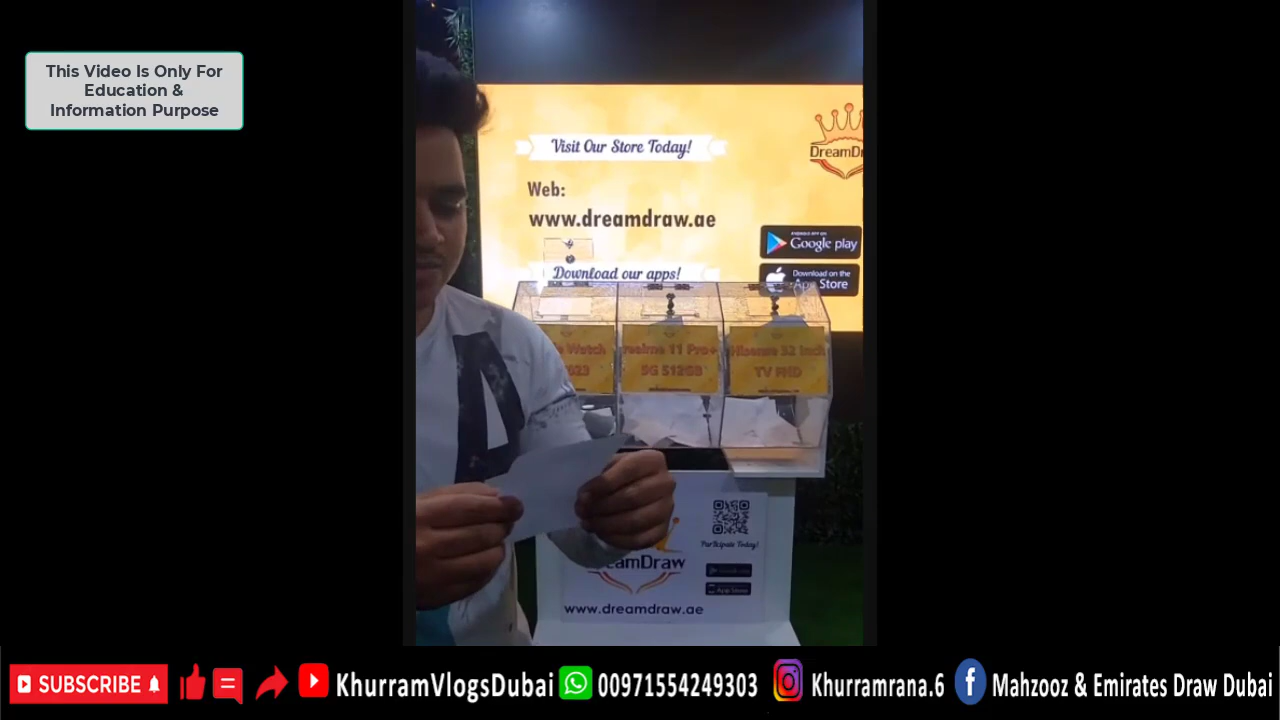 This Video Is Only For
Education &
Information Purpose
Visit Our Store Today!
Web:
www.dreamdraw.ae
Download our apps!
Google play
Download on the
App Store
Watch
realme 11 Pro+
5G 512GB
Hisense 32 inch
TV FHD
Participate Today!
www.dreamdraw.ae
SUBSCRIBE
KhurramVlogsDubai
00971554249303
Khurramrana.6
Mahzooz & Emirates Draw Dubai